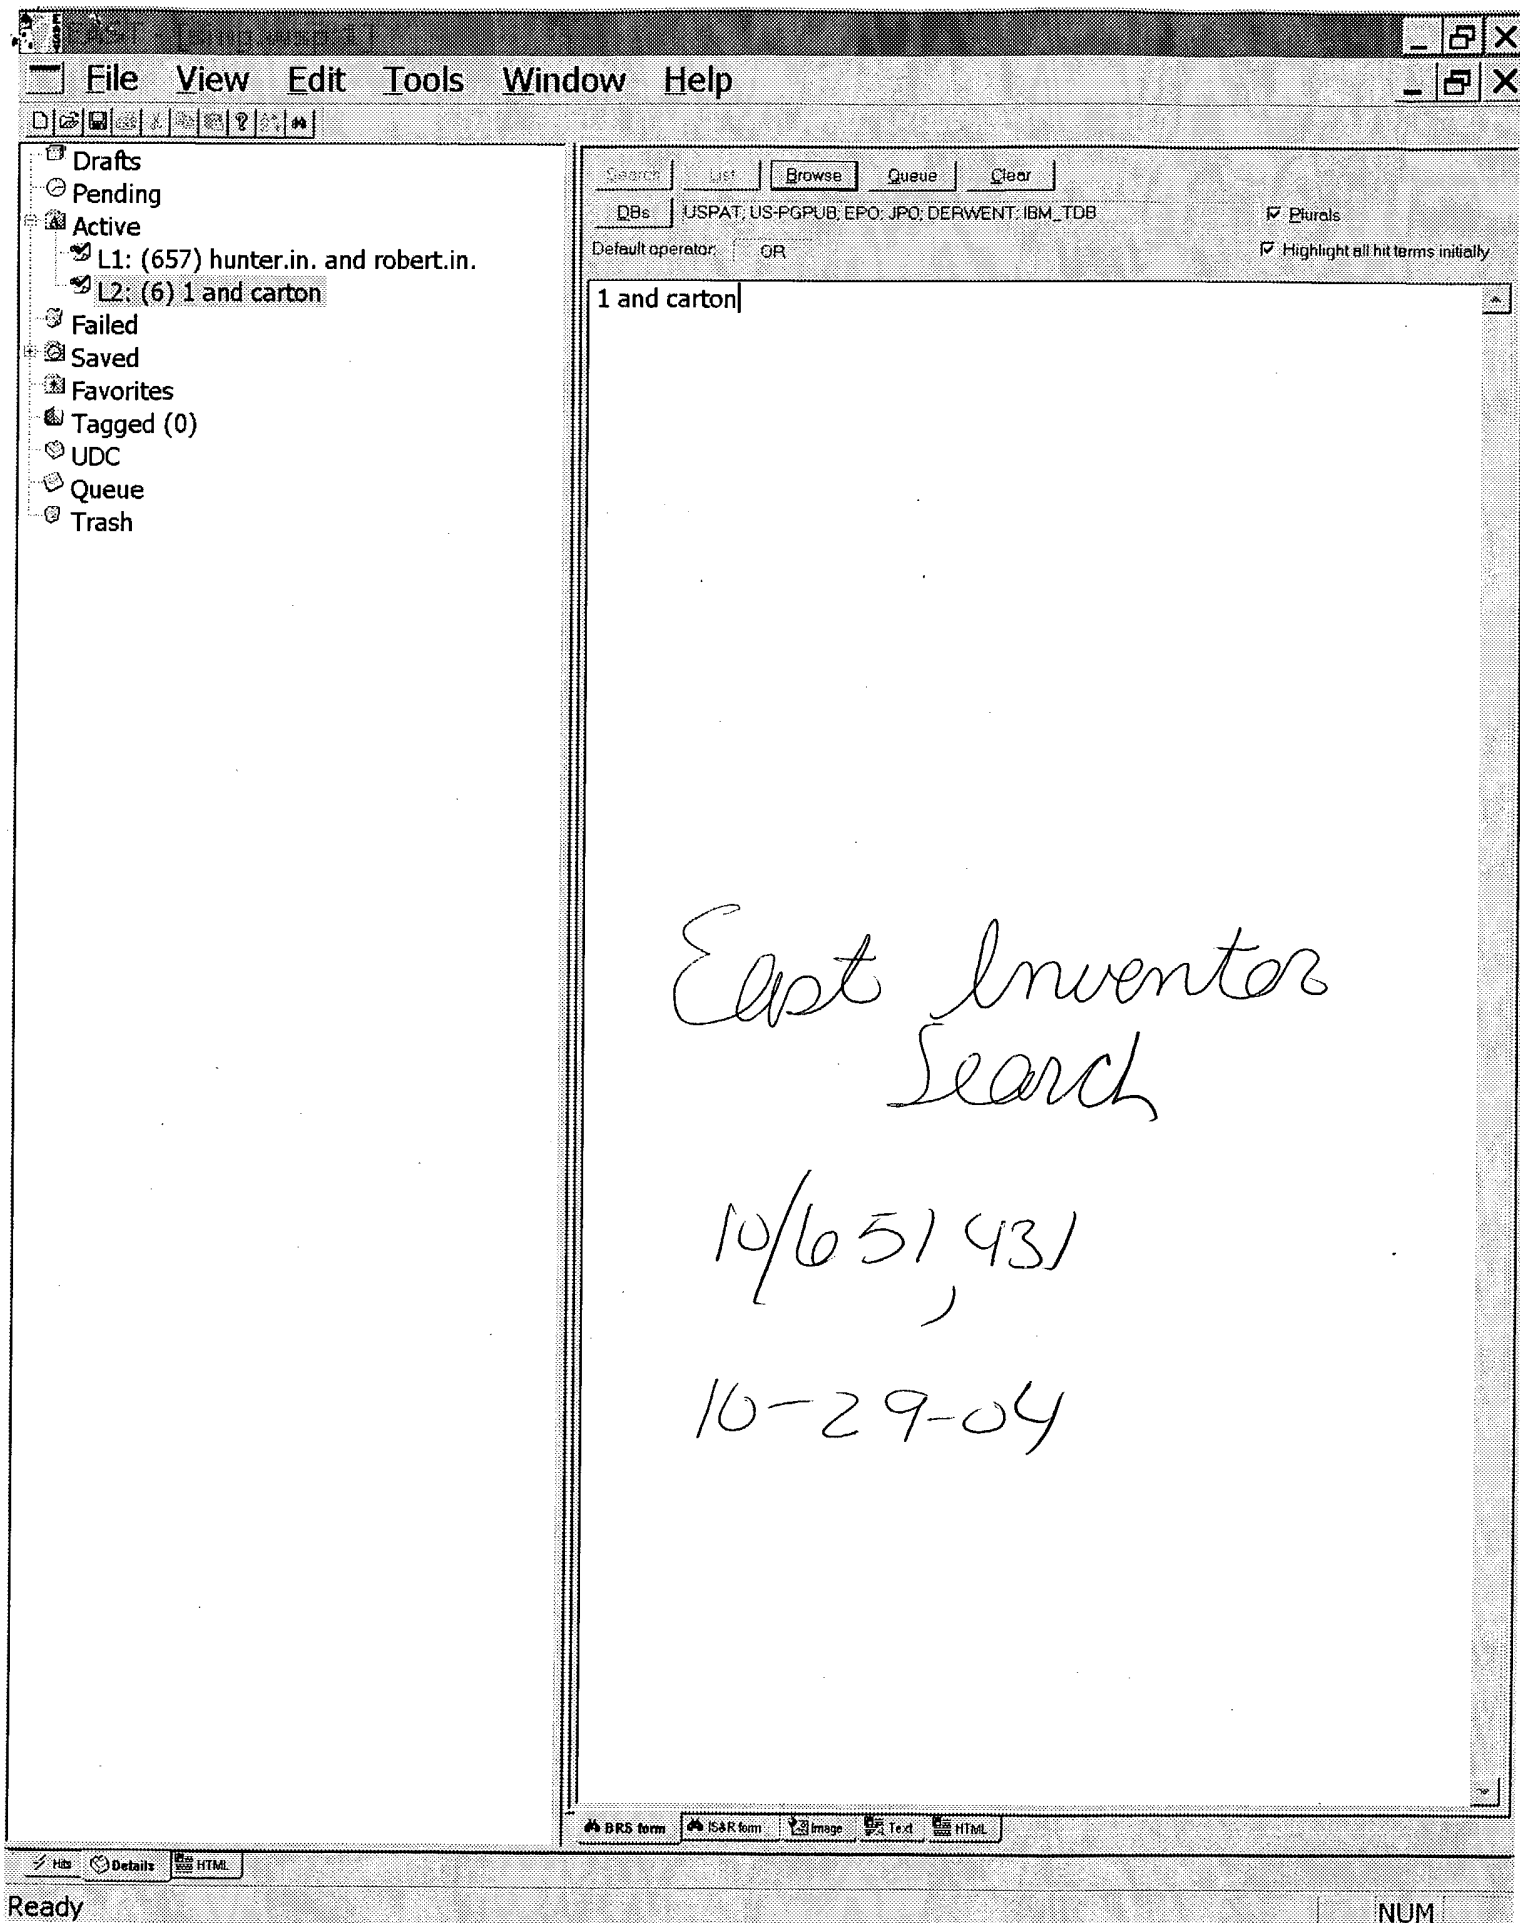 File View Edit Tools Window Help
Drafts
Pending
Active
L1: (657) hunter.in. and robert.in.
L2: (6) 1 and carton
Failed
Saved
Favorites
Tagged (0)
UDC
Queue
Trash
Search List Browse Queue Clear
DBs USPAT; US-PGPUB; EPO; JPO; DERWENT; IBM_TDB Plurals
Default operator: OR Highlight all hit terms initially
1 and carton
East Inventor
Search
10/651,431
10-29-04
BRS form IS&R form Image Text HTML
Hits Details HTML
Ready NUM